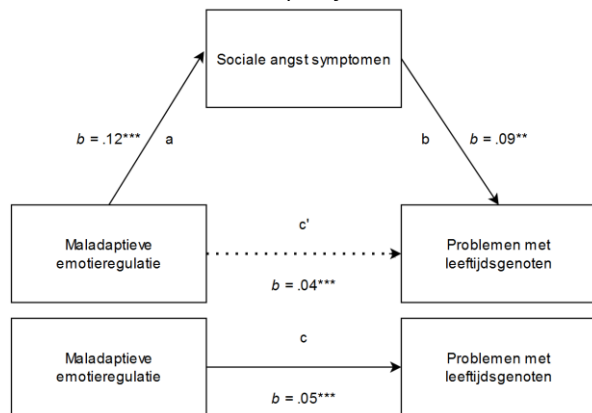 Sociale angst symptomen
b = .12***
a
b
b = .09**
Maladaptieve
emotieregulatie
c'
b = .04***
Problemen met
leeftijdsgenoten
Maladaptieve
emotieregulatie
c
b = .05***
Problemen met
leeftijdsgenoten